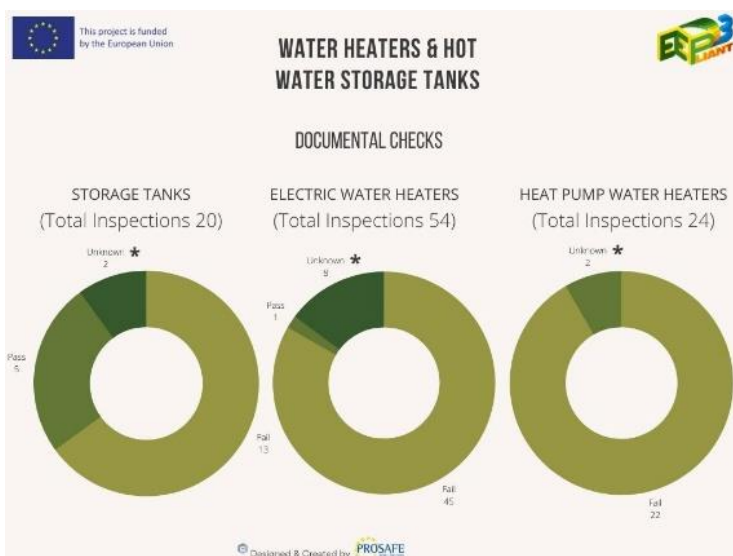 This project is funded
by the European Union
EEPLIANT3
WATER HEATERS & HOT
WATER STORAGE TANKS
DOCUMENTAL CHECKS
STORAGE TANKS
(Total Inspections 20)
Unknown *
2
Pass
5
Fail
13
ELECTRIC WATER HEATERS
(Total Inspections 54)
Unknown *
8
Pass
1
Fail
45
HEAT PUMP WATER HEATERS
(Total Inspections 24)
Unknown *
2
Fail
22
Designed & Created by PROSAFE